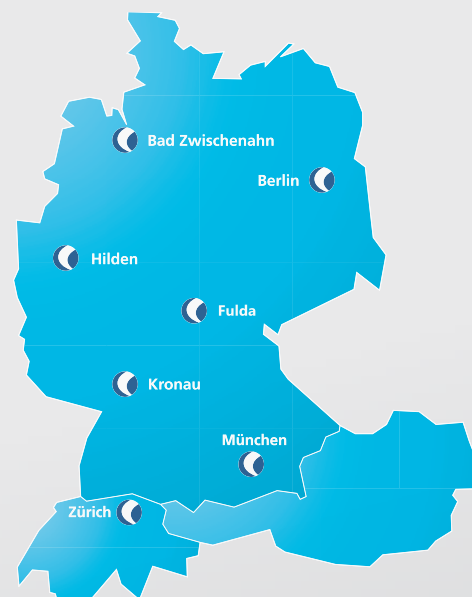 Bad Zwischenahn
Berlin
Hilden
Fulda
Kronau
München
Zürich